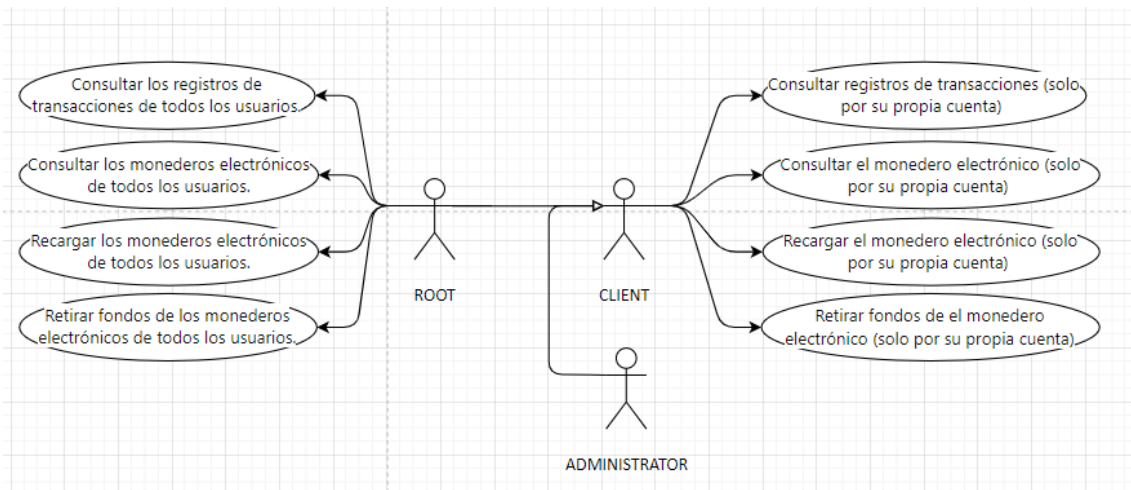 Consultar los registros de
transacciones de todos los usuarios.
Consultar los monederos electrónicos
de todos los usuarios.
Recargar los monederos electrónicos
de todos los usuarios.
Retirar fondos de los monederos
electrónicos de todos los usuarios.
ROOT
CLIENT
ADMINISTRATOR
Consultar registros de transacciones (solo
por su propia cuenta)
Consultar el monedero electrónico (solo
por su propia cuenta)
Recargar el monedero electrónico (solo
por su propia cuenta)
Retirar fondos de el monedero
electrónico (solo por su propia cuenta)